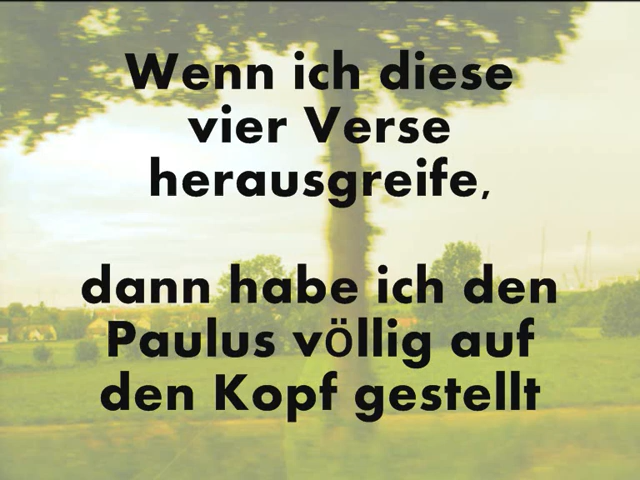 Wenn ich diese
vier Verse
herausgreife,
dann habe ich den
Paulus völlig auf
den Kopf gestellt